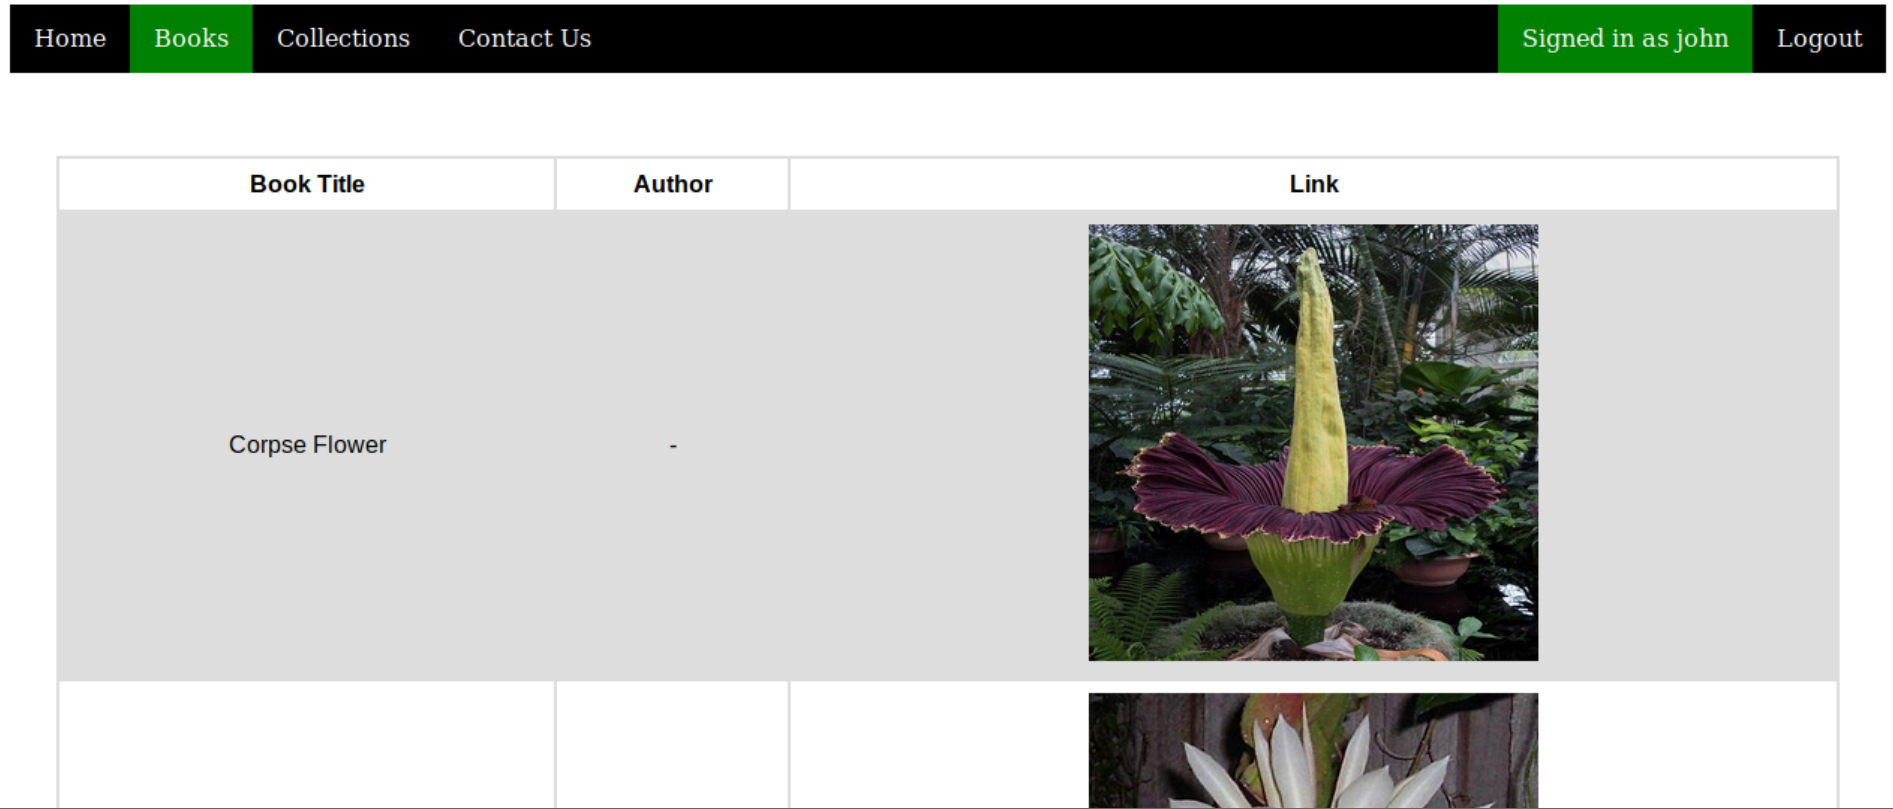 Home Books Collections Contact Us Signed in as john Logout
Book Title Author Link
Corpse Flower -